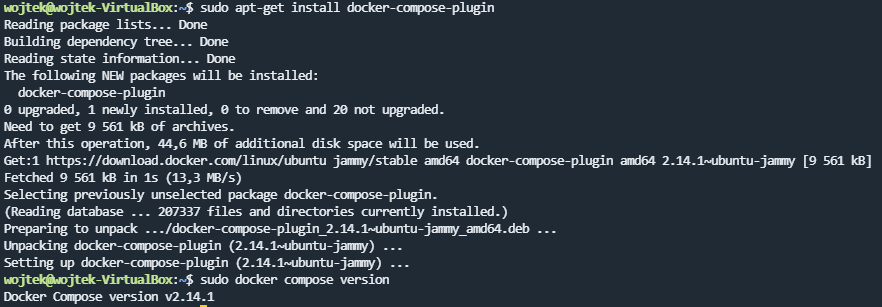 wojtek@wojtek-VirtualBox:~$ sudo apt-get install docker-compose-plugin
Reading package lists... Done
Building dependency tree... Done
Reading state information... Done
The following NEW packages will be installed:
  docker-compose-plugin
0 upgraded, 1 newly installed, 0 to remove and 20 not upgraded.
Need to get 9 561 kB of archives.
After this operation, 44,6 MB of additional disk space will be used.
Get:1 https://download.docker.com/linux/ubuntu jammy/stable amd64 docker-compose-plugin amd64 2.14.1~ubuntu-jammy [9 561 kB]
Fetched 9 561 kB in 1s (13,3 MB/s)
Selecting previously unselected package docker-compose-plugin.
(Reading database ... 207337 files and directories currently installed.)
Preparing to unpack .../docker-compose-plugin_2.14.1~ubuntu-jammy_amd64.deb ...
Unpacking docker-compose-plugin (2.14.1~ubuntu-jammy) ...
Setting up docker-compose-plugin (2.14.1~ubuntu-jammy) ...
wojtek@wojtek-VirtualBox:~$ sudo docker compose version
Docker Compose version v2.14.1